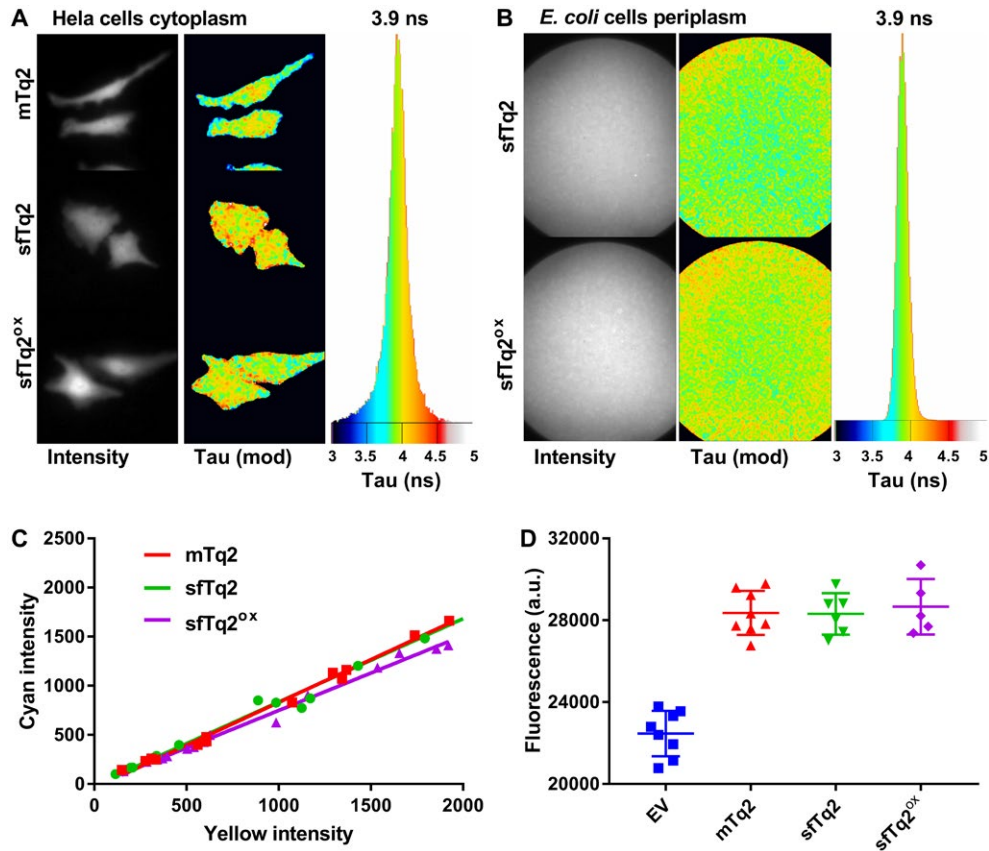 A Hela cells cytoplasm 3.9 ns
mTq2
sfTq2
sfTq2ox
Intensity Tau (mod)
3 3.5 4 4.5 5
Tau (ns)
B E. coli cells periplasm 3.9 ns
sfTq2
sfTq2ox
Intensity Tau (mod)
3 3.5 4 4.5 5
Tau (ns)
C
Cyan intensity
2500
2000
1500
1000
500
0
0 500 1000 1500 2000
Yellow intensity
mTq2
sfTq2
sfTq2ox
D
Fluorescence (a.u.)
32000
28000
24000
20000
EV mTq2 sfTq2 sfTq2ox